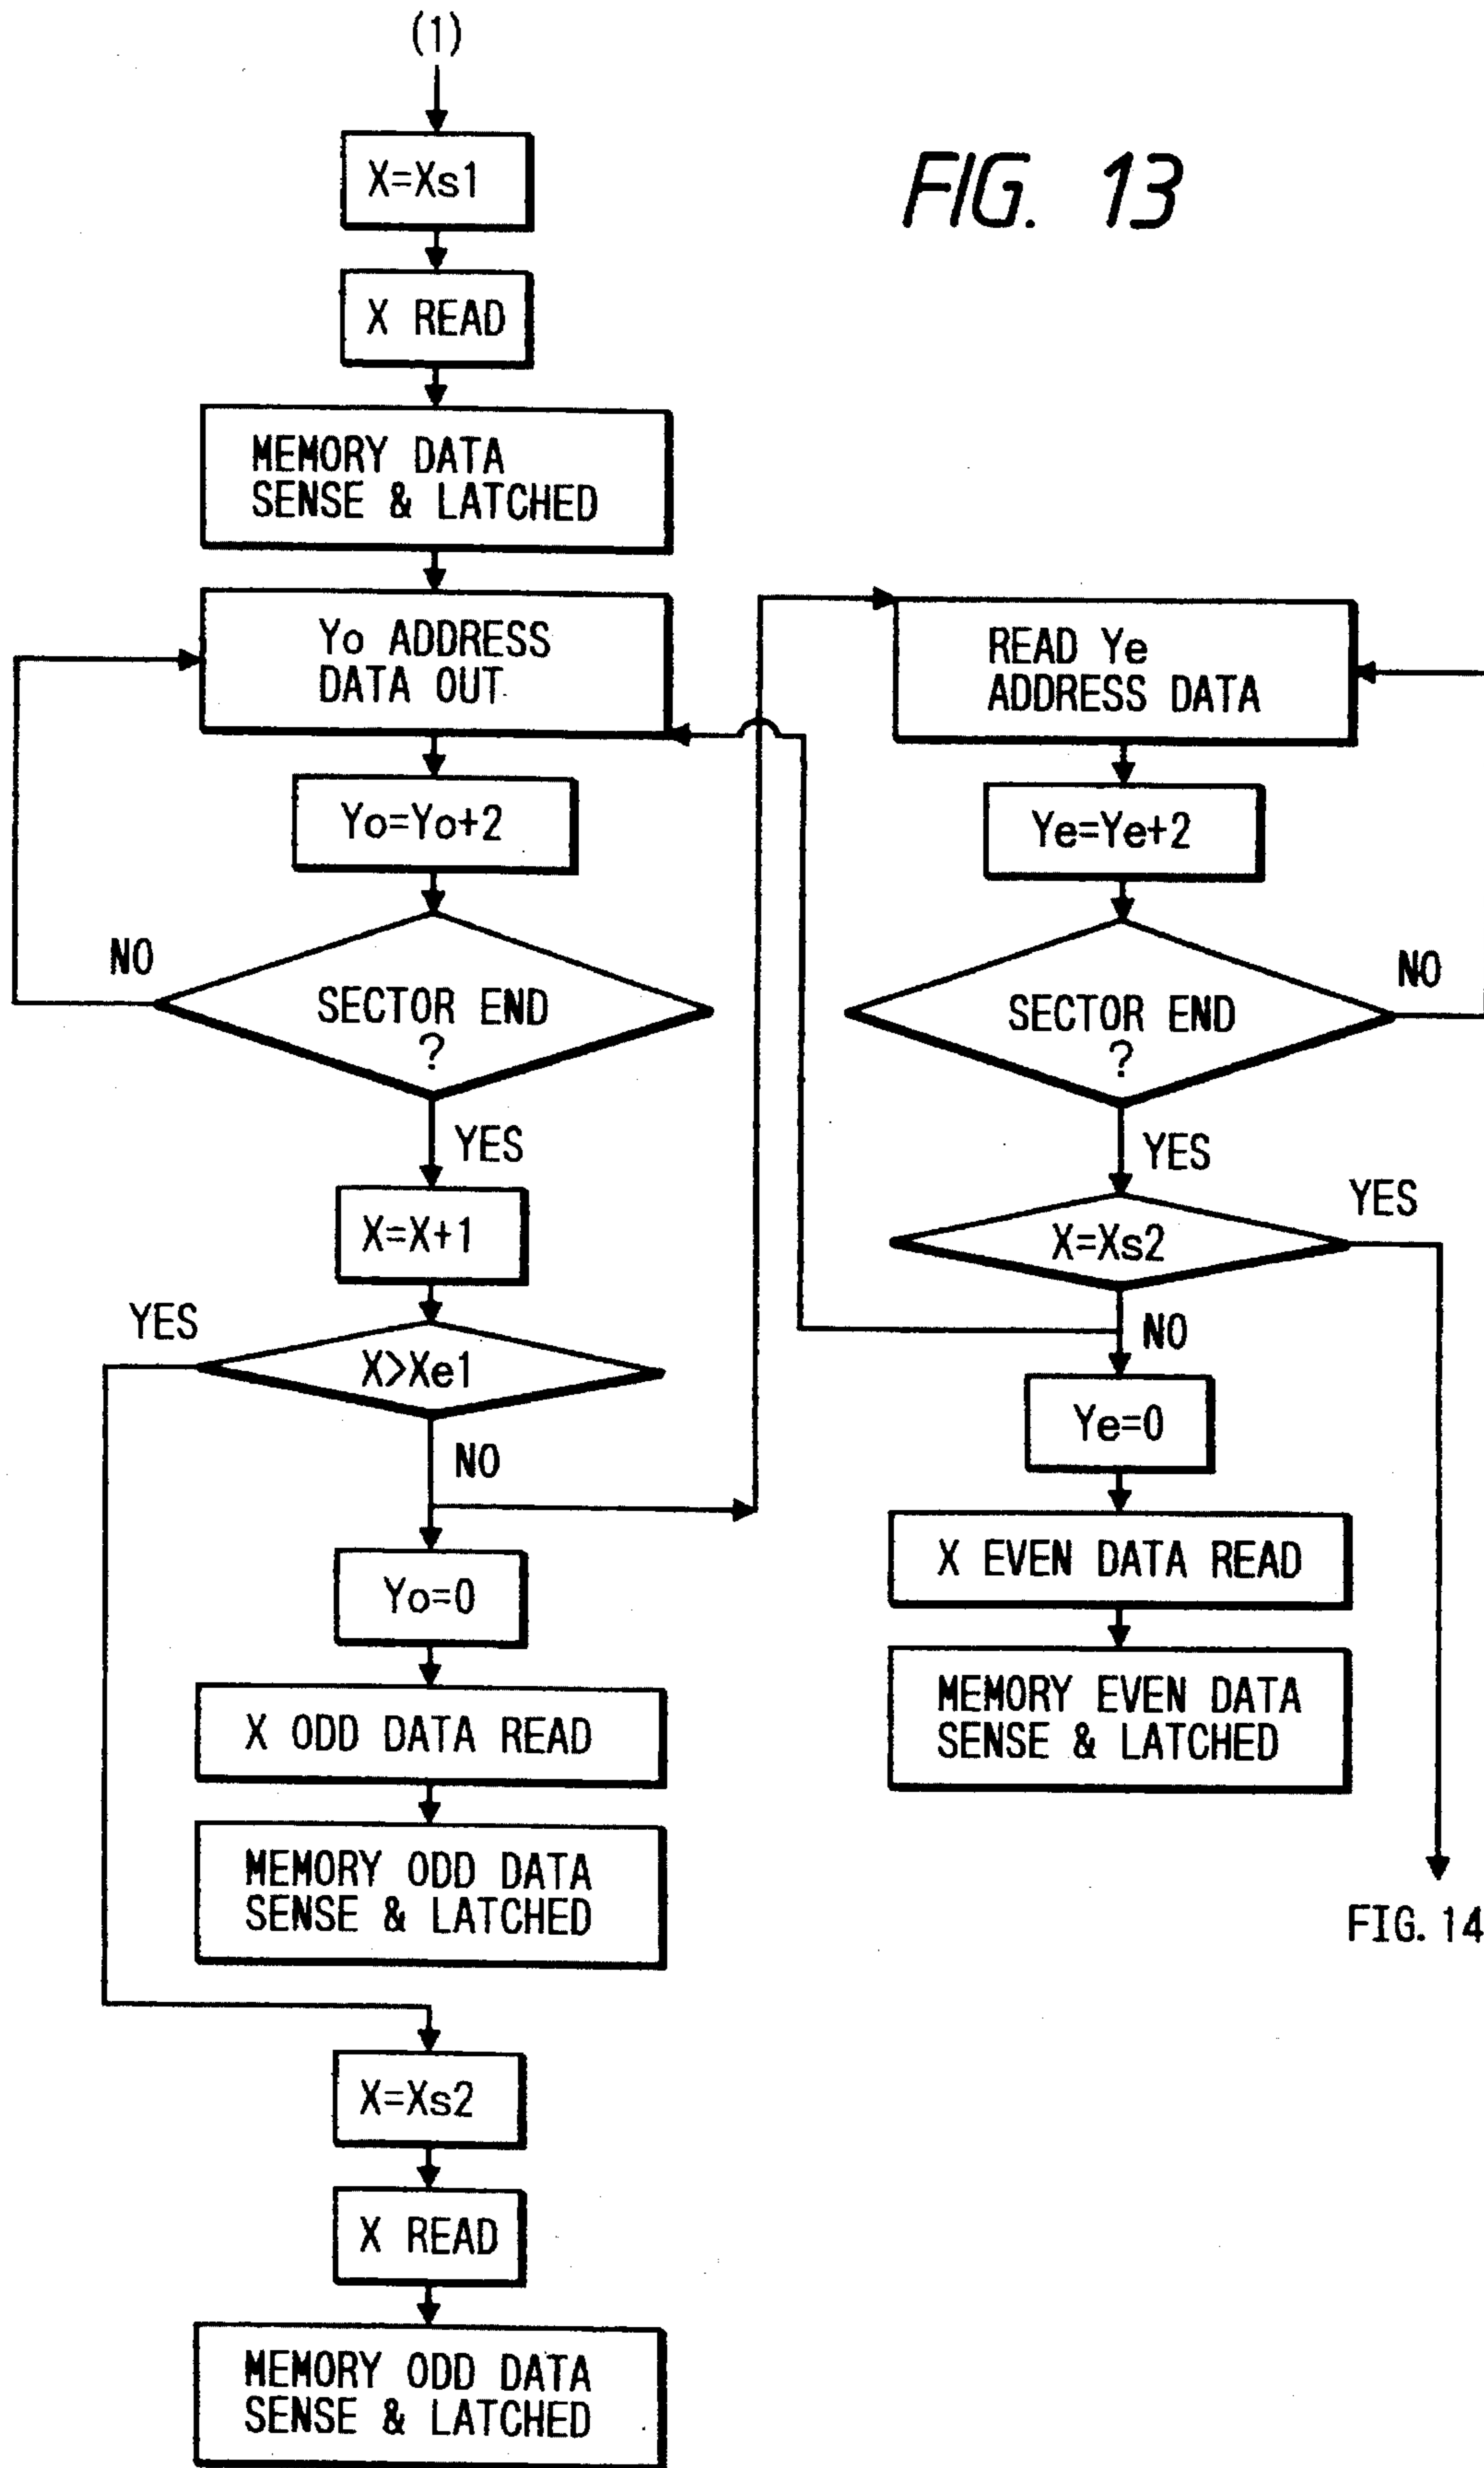 (1)
FIG. 13
X=Xs1
X READ
MEMORY DATA
SENSE & LATCHED
Yo ADDRESS
DATA OUT
Yo=Yo+2
NO
SECTOR END
?
YES
X=X+1
YES
X>Xe1
NO
Yo=0
X ODD DATA READ
MEMORY ODD DATA
SENSE & LATCHED
X=Xs2
X READ
MEMORY ODD DATA
SENSE & LATCHED
READ Ye
ADDRESS DATA
Ye=Ye+2
NO
SECTOR END
?
YES
YES
X=Xs2
NO
Ye=0
X EVEN DATA READ
MEMORY EVEN DATA
SENSE & LATCHED
FIG. 14